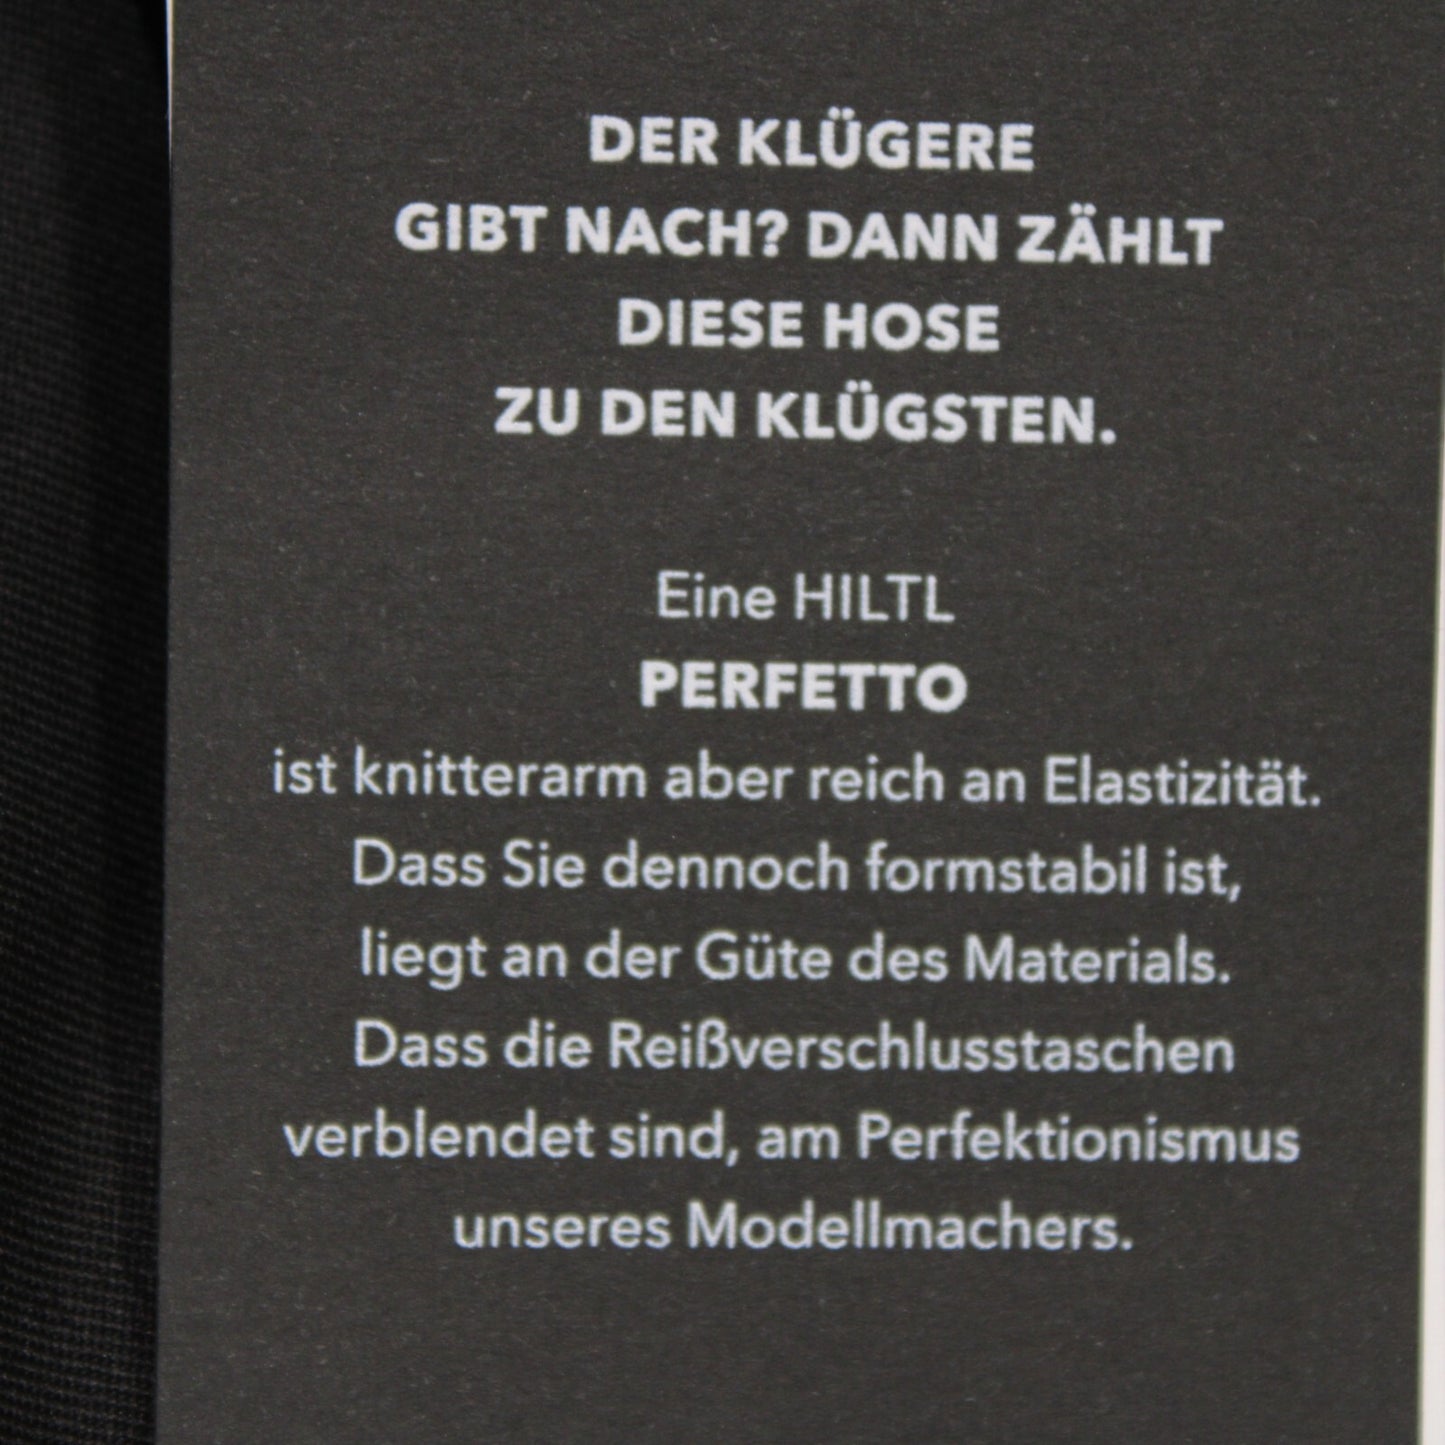 DER KLÜGERE
GIBT NACH? DANN ZÄHLT
DIESE HOSE
ZU DEN KLÜGSTEN.
Eine HILTL
PERFETTO
ist knitterarm aber reich an Elastizität.
Dass Sie dennoch formstabil ist,
liegt an der Güte des Materials.
Dass die Reißverschlusstaschen
verblendet sind, am Perfektionismus
unseres Modellmachers.